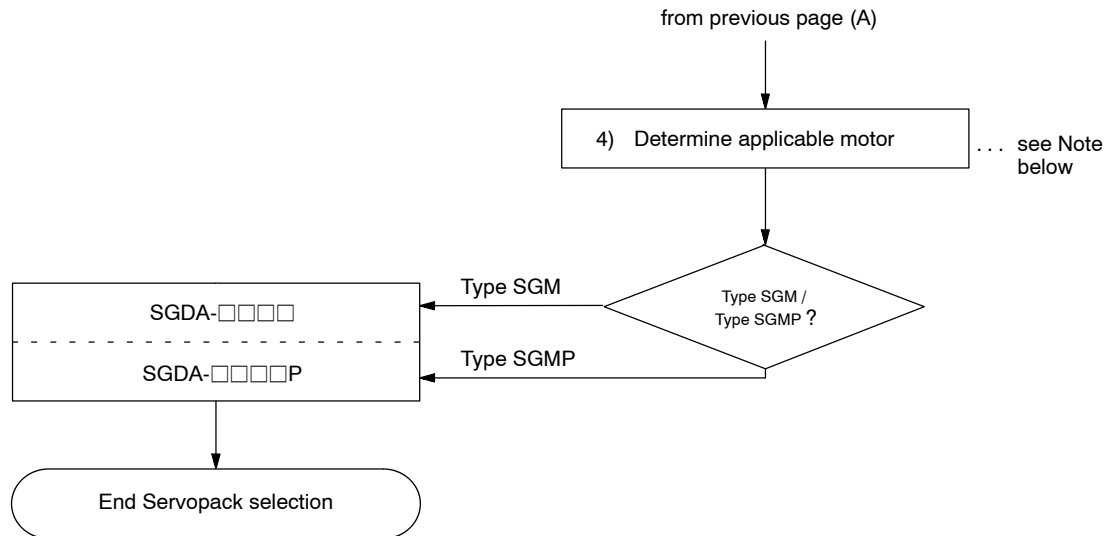 from previous page (A)
4) Determine applicable motor
. . . see Note
below
Type SGM /
Type SGMP ?
Type SGM
SGDA-□□□□
Type SGMP
SGDA-□□□□P
End Servopack selection